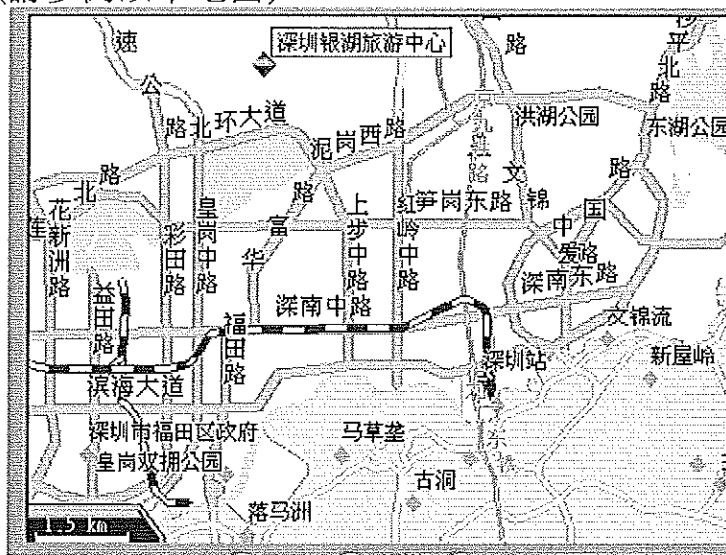 深圳银湖旅游中心
速
公
路
北环大道
泥岗西路
路
洪湖公园
东湖公园
平北路
北路
花新洲路
彩田路
皇岗中路
华富路
上步中路
红岭中路
笋岗东路
文锦
中国
爱路
路
益田路
深南中路
深南东路
福田路
文锦流
深圳站
新屋岭
滨海大道
深圳市福田区政府
皇岗双拥公园
马草垄
古洞
落马洲
1.5 km